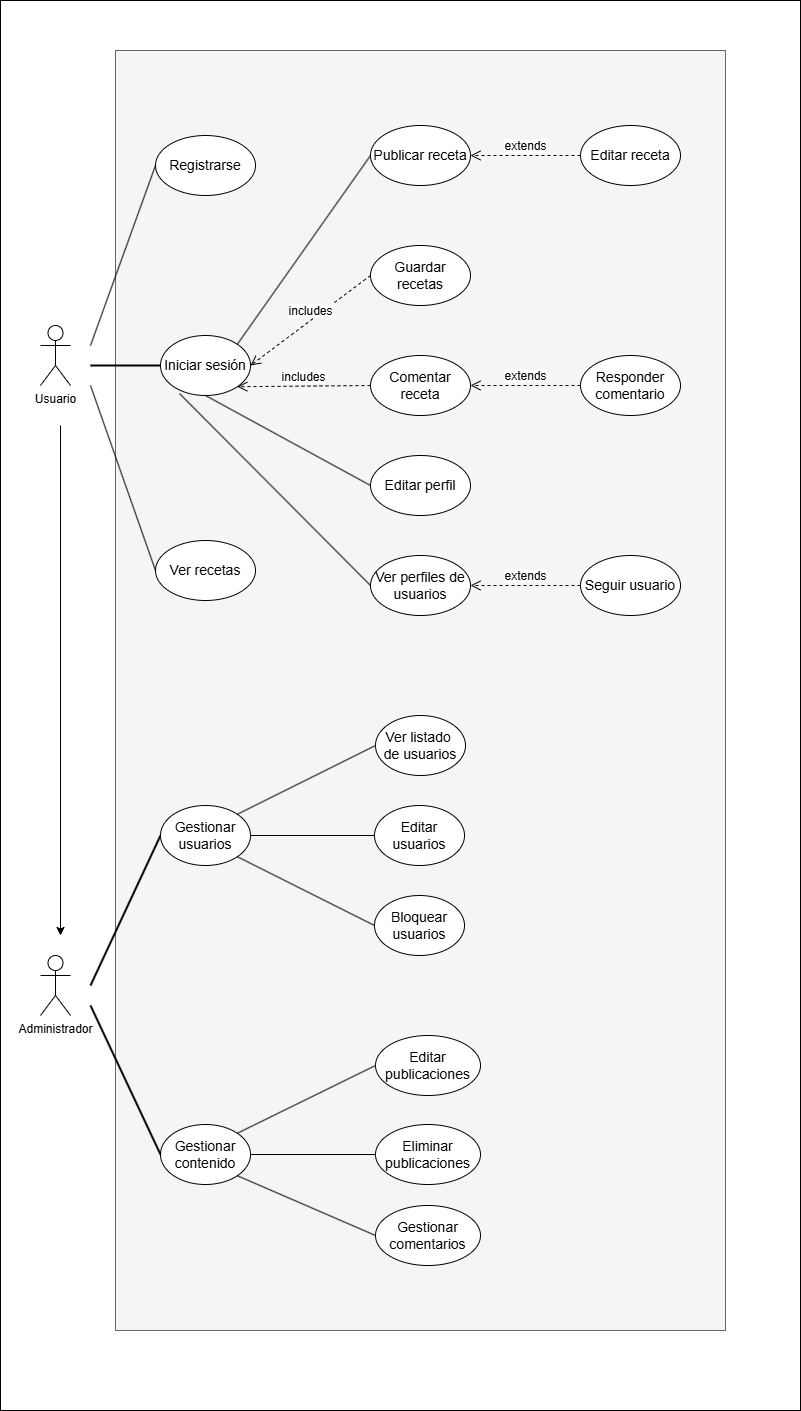 Registrarse
Publicar receta
extends
Editar receta
Guardar
recetas
includes
Usuario
Iniciar sesión
includes
Comentar
receta
extends
Responder
comentario
Editar perfil
Ver recetas
Ver perfiles de
usuarios
extends
Seguir usuario
Ver listado
de usuarios
Gestionar
usuarios
Editar
usuarios
Bloquear
usuarios
Administrador
Editar
publicaciones
Gestionar
contenido
Eliminar
publicaciones
Gestionar
comentarios